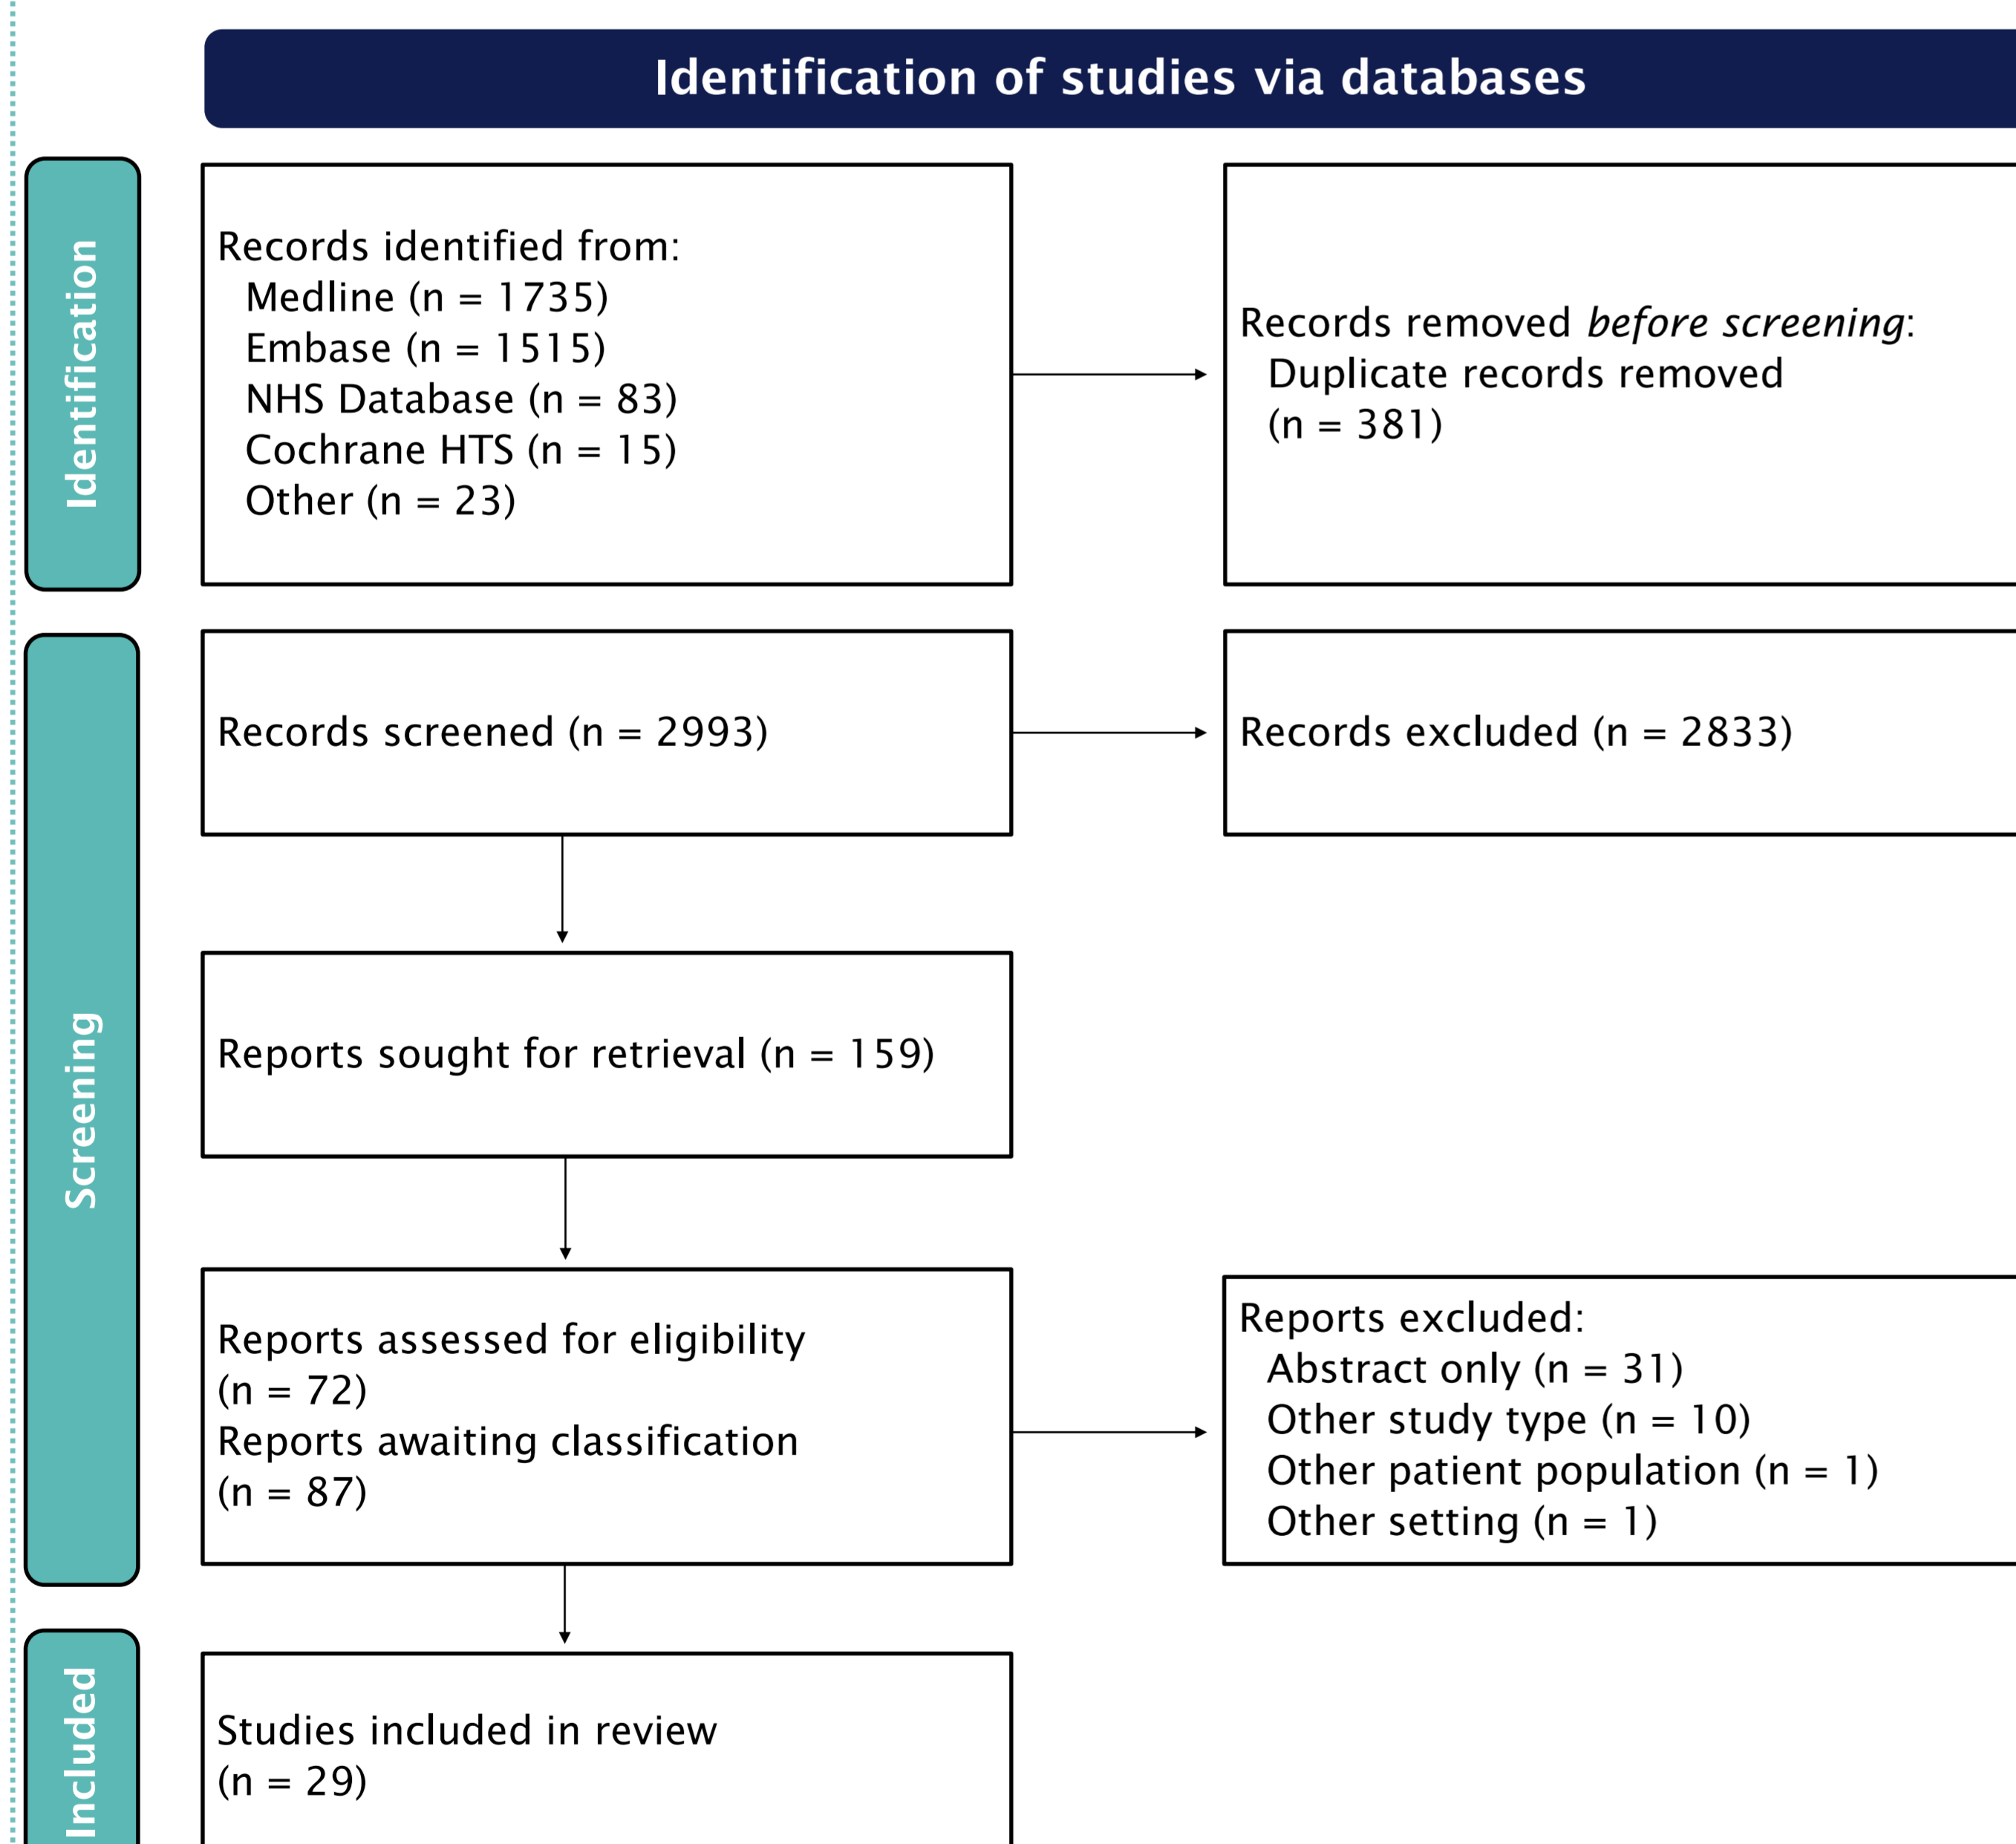 Identification of studies via databases
Identification
Records identified from:
Medline (n = 1735)
Embase (n = 1515)
NHS Database (n = 83)
Cochrane HTS (n = 15)
Other (n = 23)
Records removed before screening:
Duplicate records removed
(n = 381)
Screening
Records screened (n = 2993)
Records excluded (n = 2833)
Reports sought for retrieval (n = 159)
Reports assessed for eligibility
(n = 72)
Reports awaiting classification
(n = 87)
Reports excluded:
Abstract only (n = 31)
Other study type (n = 10)
Other patient population (n = 1)
Other setting (n = 1)
Included
Studies included in review
(n = 29)